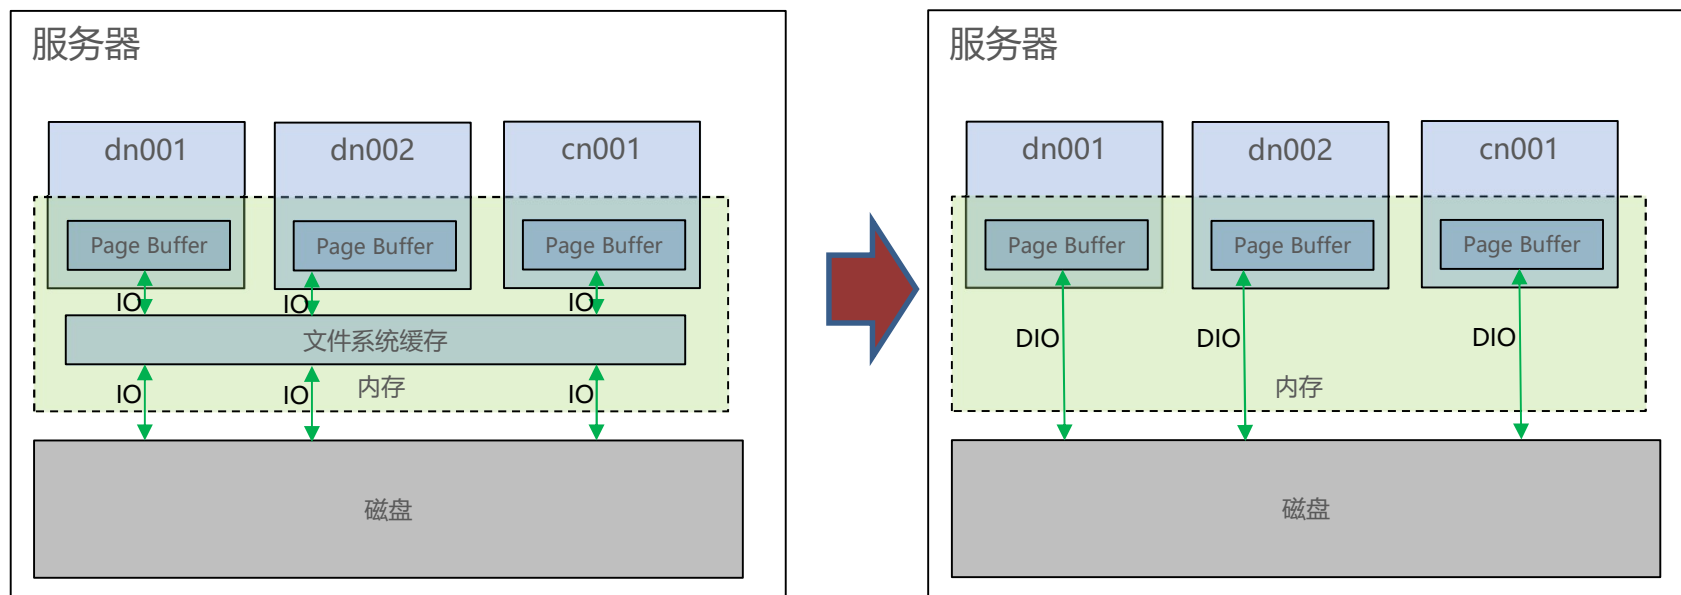 服务器
dn001
dn002
cn001
Page Buffer
Page Buffer
Page Buffer
IO
IO
IO
文件系统缓存
IO
IO
内存
IO
磁盘
服务器
dn001
dn002
cn001
Page Buffer
Page Buffer
Page Buffer
DIO
DIO
DIO
内存
磁盘